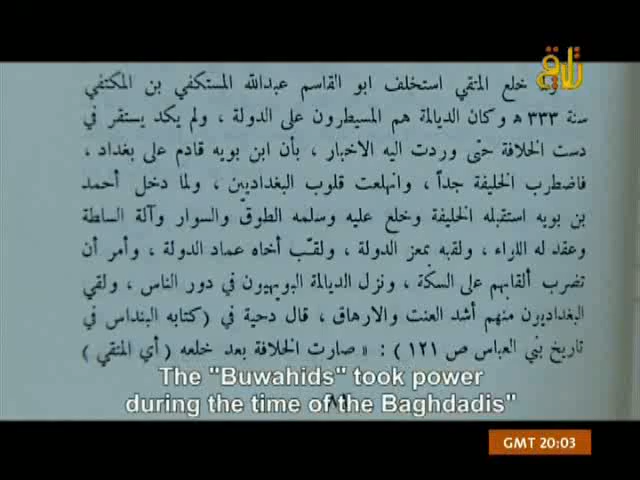 ولما خلع المتقي استخلف ابو القاسم عبدالله المستكفي بن المكتفي
سنة ٣٣٣ ه وكان الديالمة هم المسيطرون على الدولة ، ولم يكد يستقر في
دست الخلافة حتى وردت اليه الاخبار ، بأن ابن بويه قادم على بغداد ،
فاضطرب الخليفة جداً ، وانهلعت قلوب البغداديين ، ولما دخل أحمد
بن بويه استقبله الخليفة وخلع عليه وسلمه الطوق والسوار وآلة السلطة
وعقد له اللراء ، ولقبه بمعز الدولة ، ولقب أخاه عماد الدولة ، وأمر أن
تضرب ألقابهم على السكة ، ونزل الديالمة البويهيون في دور الناس ، ولقي
البغداديون منهم أشد العنت والارهاق ، قال دحية في (كتابه النبراس في
تاريخ بني العباس ص ١٢١ ) : « صارت الخلافة بعد خلعه ( أي المتقي )
The "Buwahids" took power
during the time of the Baghdadis"
GMT 20:03